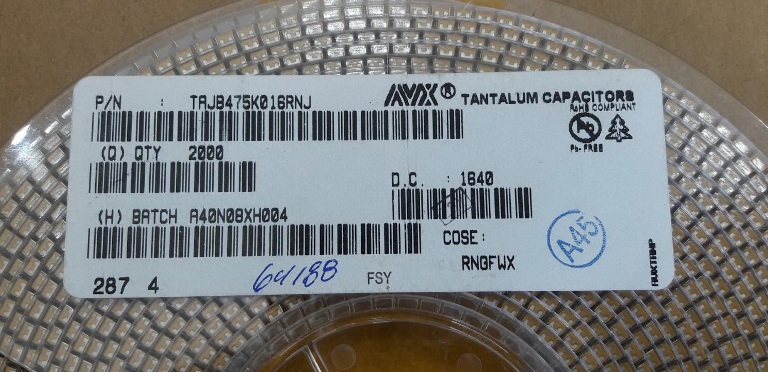 P/N : TAJB475K016RNJ
AVX® TANTALUM CAPACITORS
RoHS COMPLIANT
Pb
Pb-FREE
(Q) QTY 2000
D.C. : 1640
(H) BATCH A40N08XH004
COSE:
RNGFWX
A45
287 4
64188
FSY